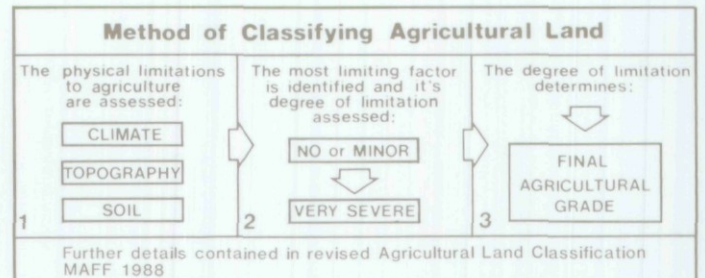 Method of Classifying Agricultural Land
The physical limitations
to agriculture
are assessed:
CLIMATE
TOPOGRAPHY
SOIL
1
The most limiting factor
is identified and it's
degree of limitation
assessed:
NO or MINOR
VERY SEVERE
2
The degree of limitation
determines:
FINAL
AGRICULTURAL
GRADE
3
Further details contained in revised Agricultural Land Classification
MAFF 1988